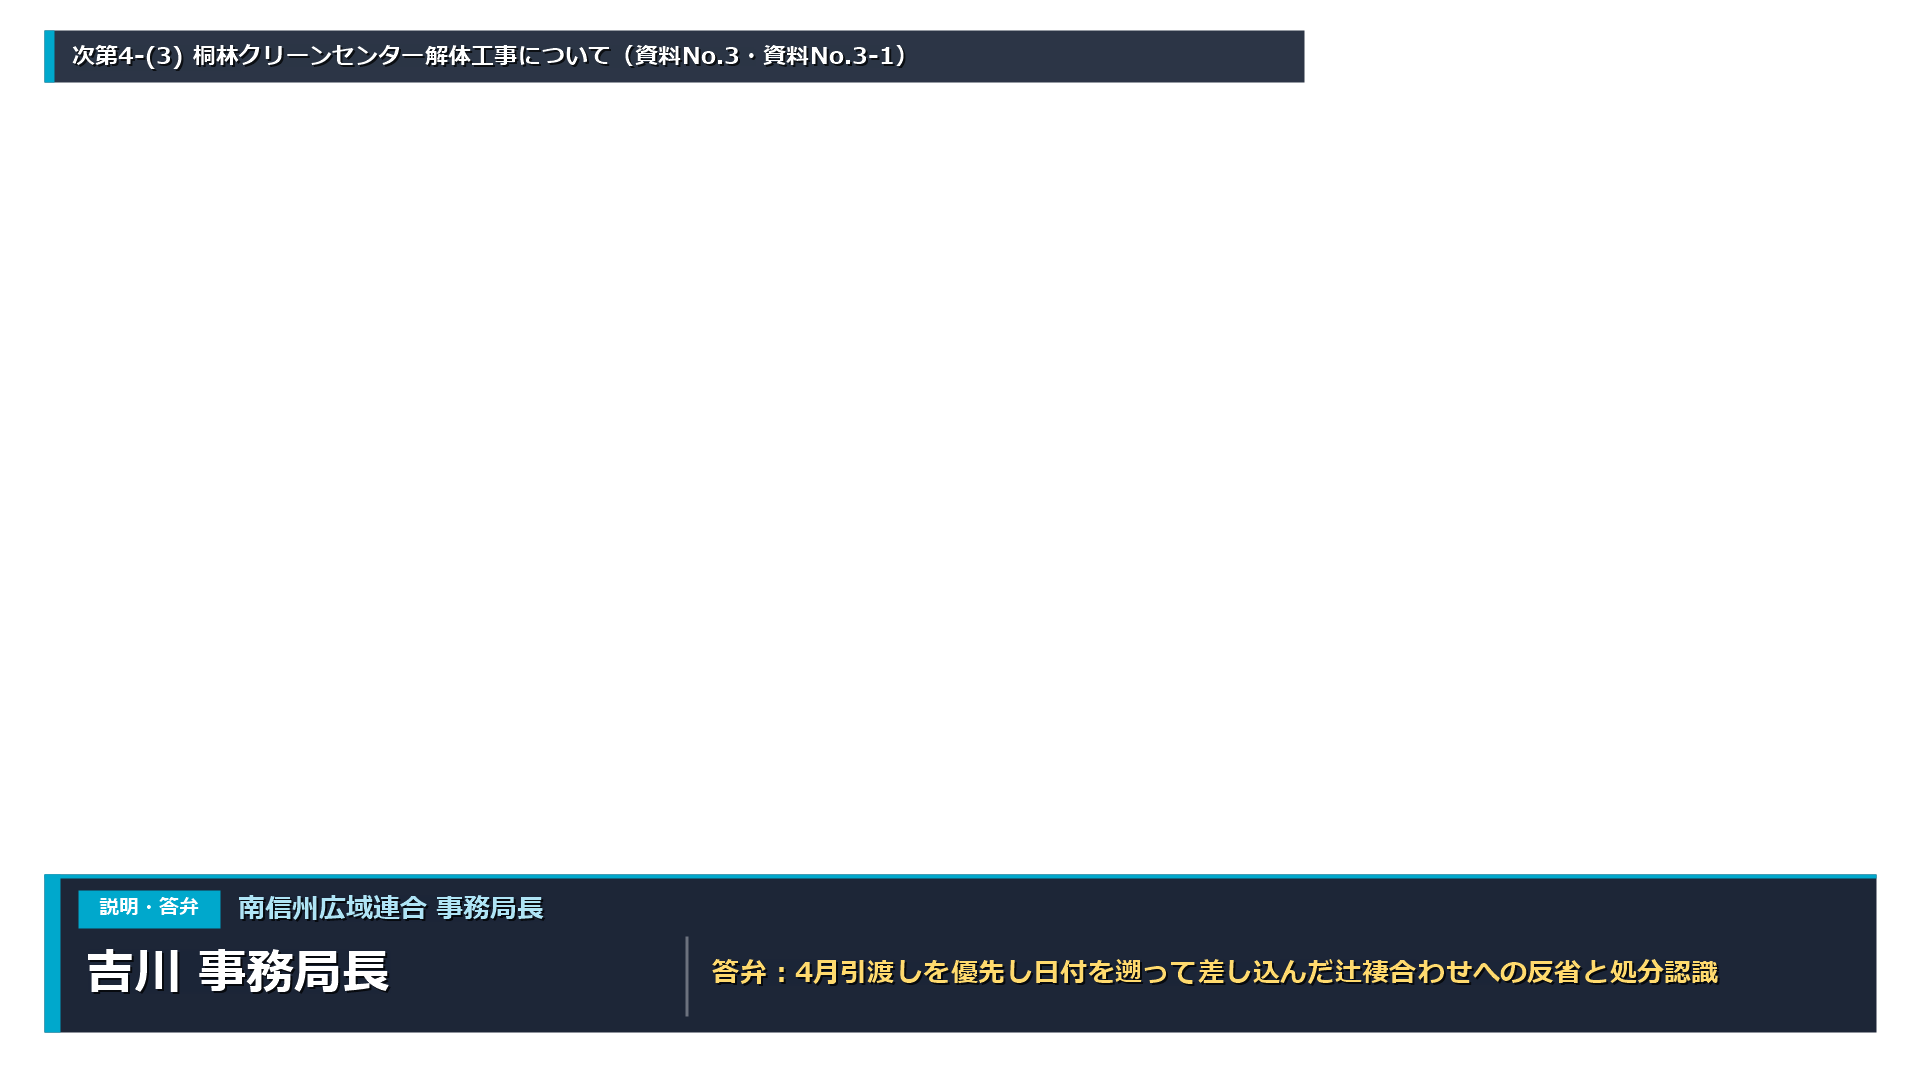 次第4-(3) 桐林クリーンセンター解体工事について（資料No.3・資料No.3-1）
説明・答弁 南信州広域連合 事務局長
吉川 事務局長
答弁：4月引渡しを優先し日付を遡って差し込んだ辻褄合わせへの反省と処分認識